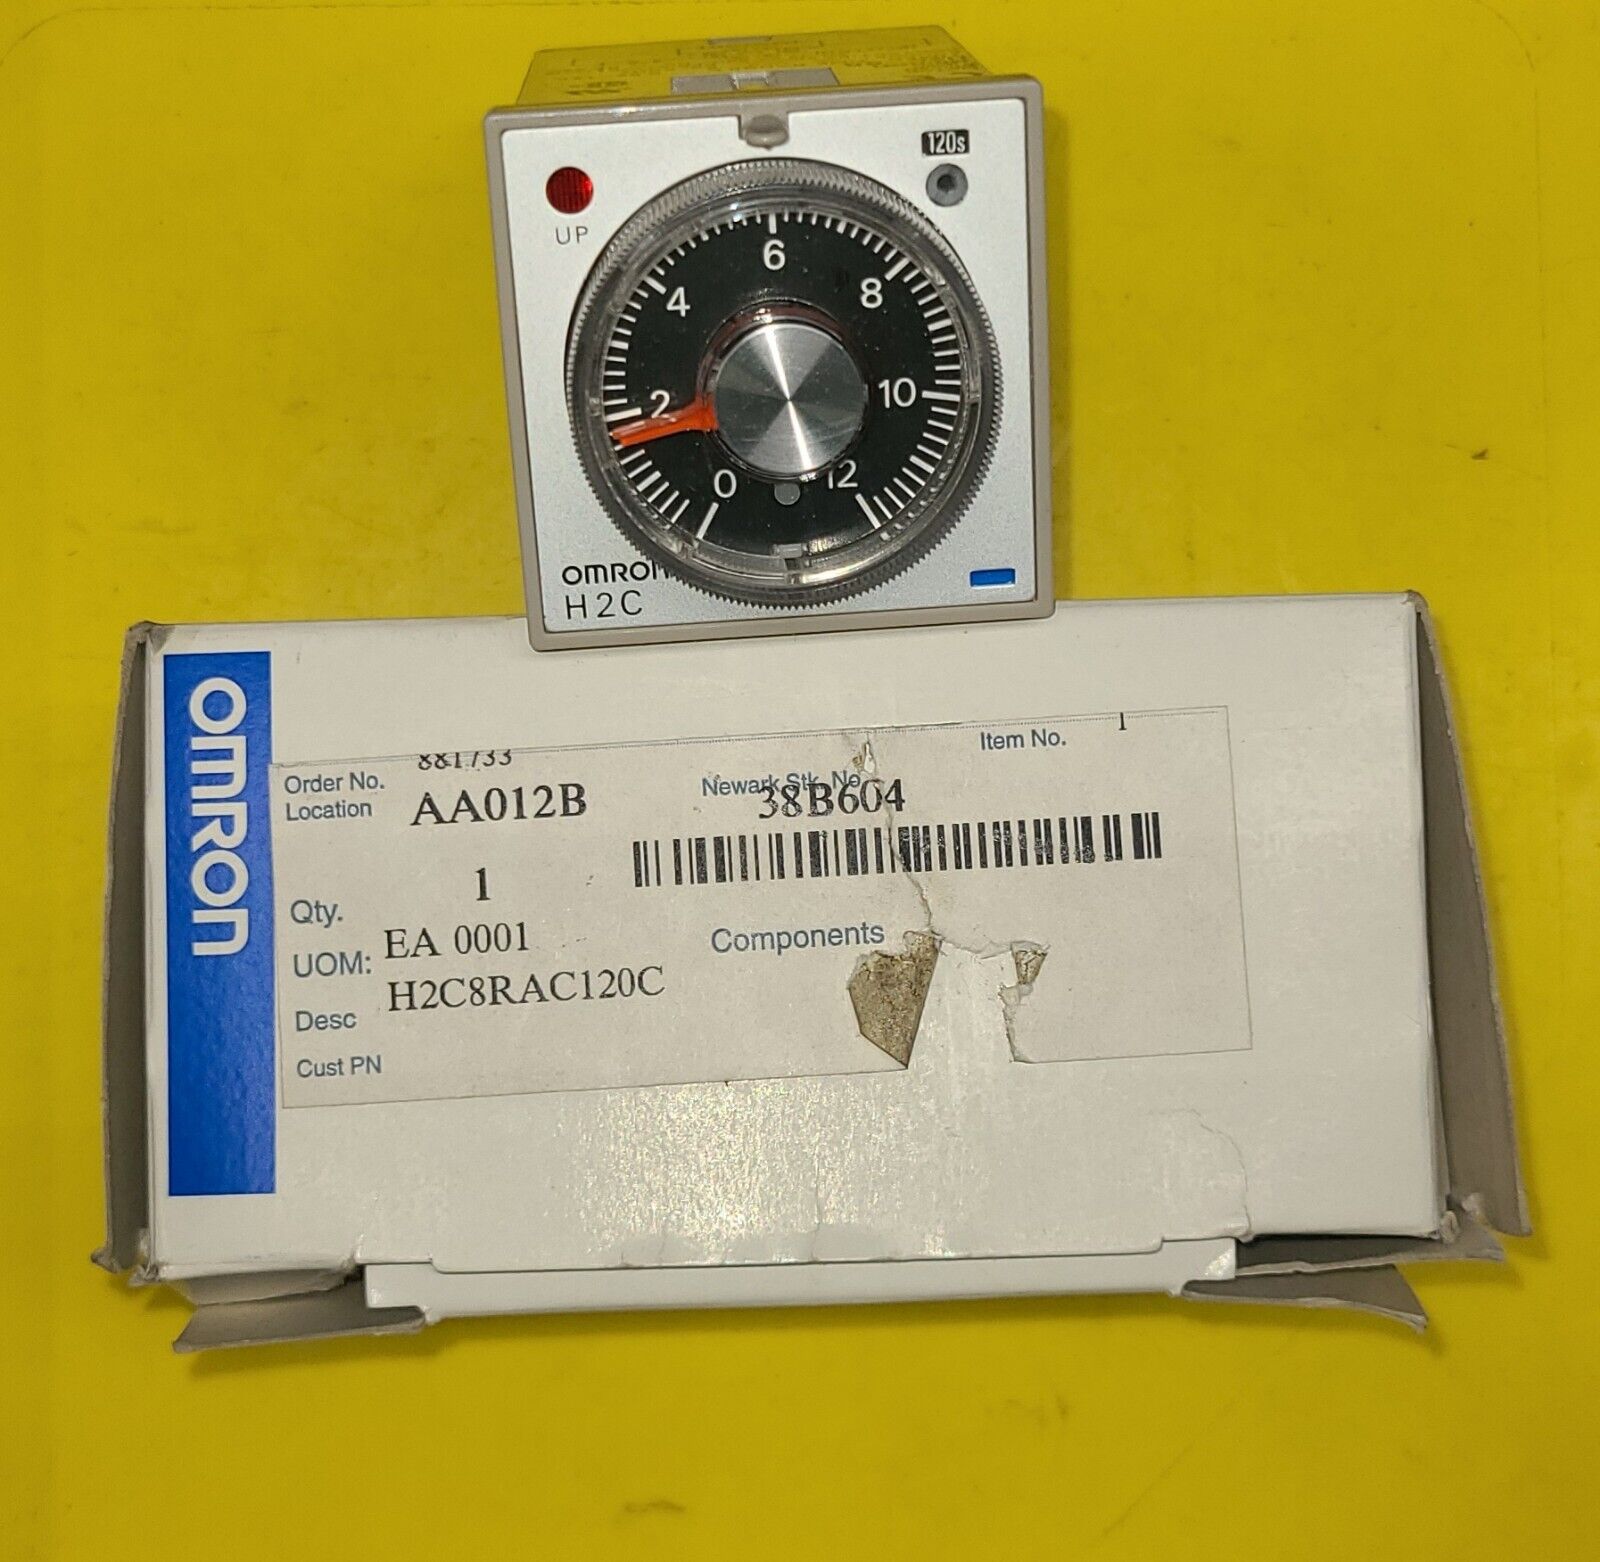 120s
UP
6
4
8
2
10
0
12
OMRON
H2C
OMRON
881733
Item No. 1
Order No.
Newark Stk. No
Location AA012B
38B604
Qty. 1
UOM: EA 0001
Components
Desc H2C8RAC120C
Cust PN